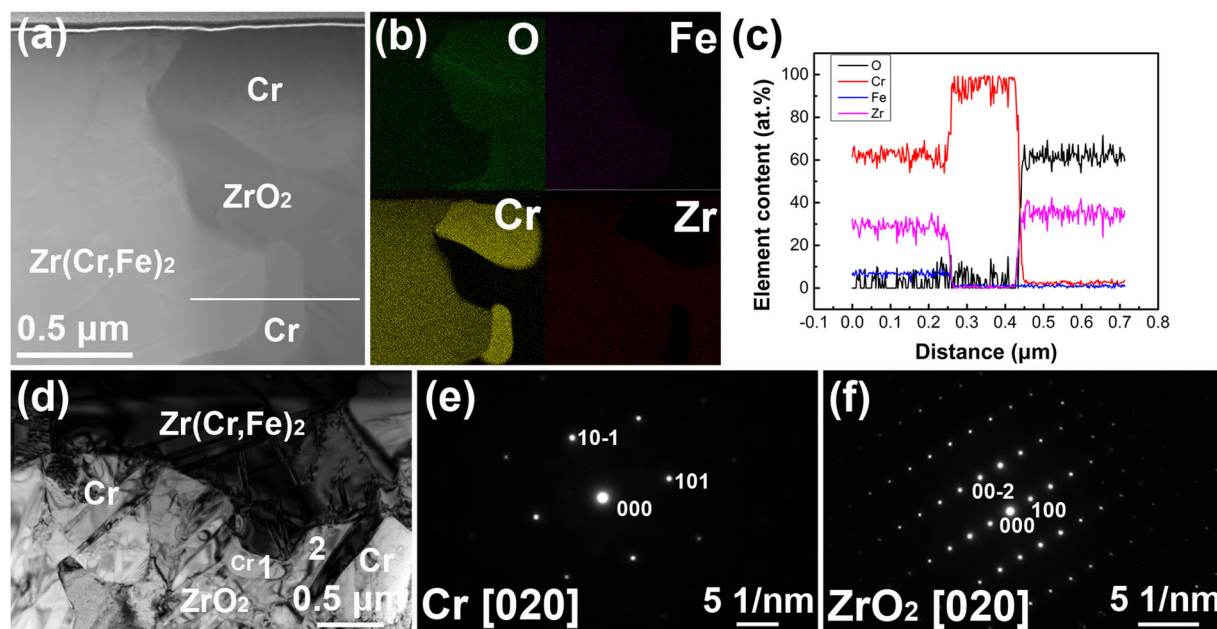 (a)
Cr
ZrO2
Zr(Cr,Fe)2
0.5 μm
Cr
(b)
O
Fe
Cr
Zr
(c)
O
Cr
Fe
Zr
Element content (at.%)
100
80
60
40
20
0
-0.1 0.0 0.1 0.2 0.3 0.4 0.5 0.6 0.7 0.8
Distance (μm)
(d)
Zr(Cr,Fe)2
Cr
Cr 1
2
Cr
ZrO2
0.5 μm
(e)
10-1
101
000
Cr [020]
5 1/nm
(f)
00-2
100
000
ZrO2 [020]
5 1/nm